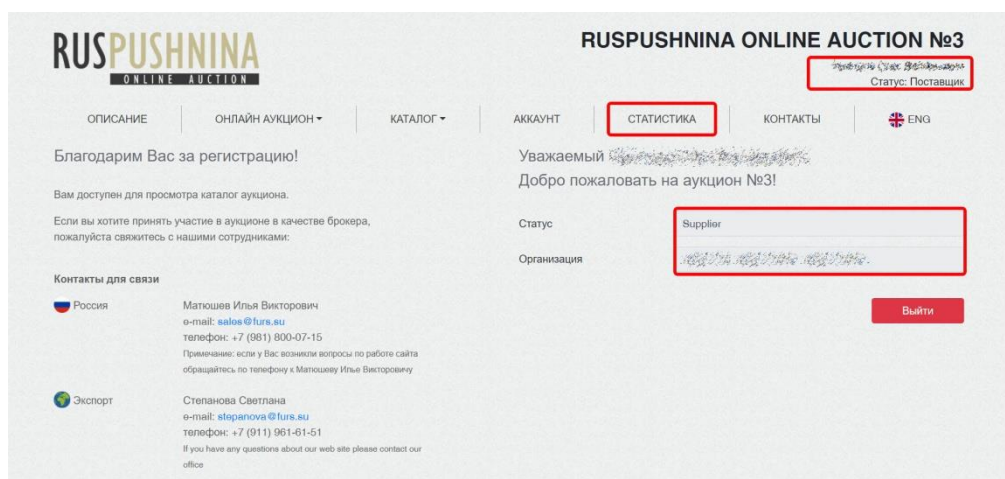 RUSPUSHNINA
ONLINE AUCTION
RUSPUSHNINA ONLINE AUCTION №3
Статус: Поставщик
ОПИСАНИЕ
ОНЛАЙН АУКЦИОН
КАТАЛОГ
АККАУНТ
СТАТИСТИКА
КОНТАКТЫ
ENG
Благодарим Вас за регистрацию!
Вам доступен для просмотра каталог аукциона.
Если вы хотите принять участие в аукционе в качестве брокера,
пожалуйста свяжитесь с нашими сотрудниками:
Контакты для связи
Россия
Матюшев Илья Викторович
e-mail: sales@furs.su
телефон: +7 (981) 800-07-15
Примечание: если у Вас возникли вопросы по работе сайта
обращайтесь по телефону к Матюшеву Илье Викторовичу
Экспорт
Степанова Светлана
e-mail: stepanova@furs.su
телефон: +7 (911) 961-61-51
If you have any questions about our web site please contact our
office
Уважаемый
Добро пожаловать на аукцион №3!
Статус
Supplier
Организация
Выйти